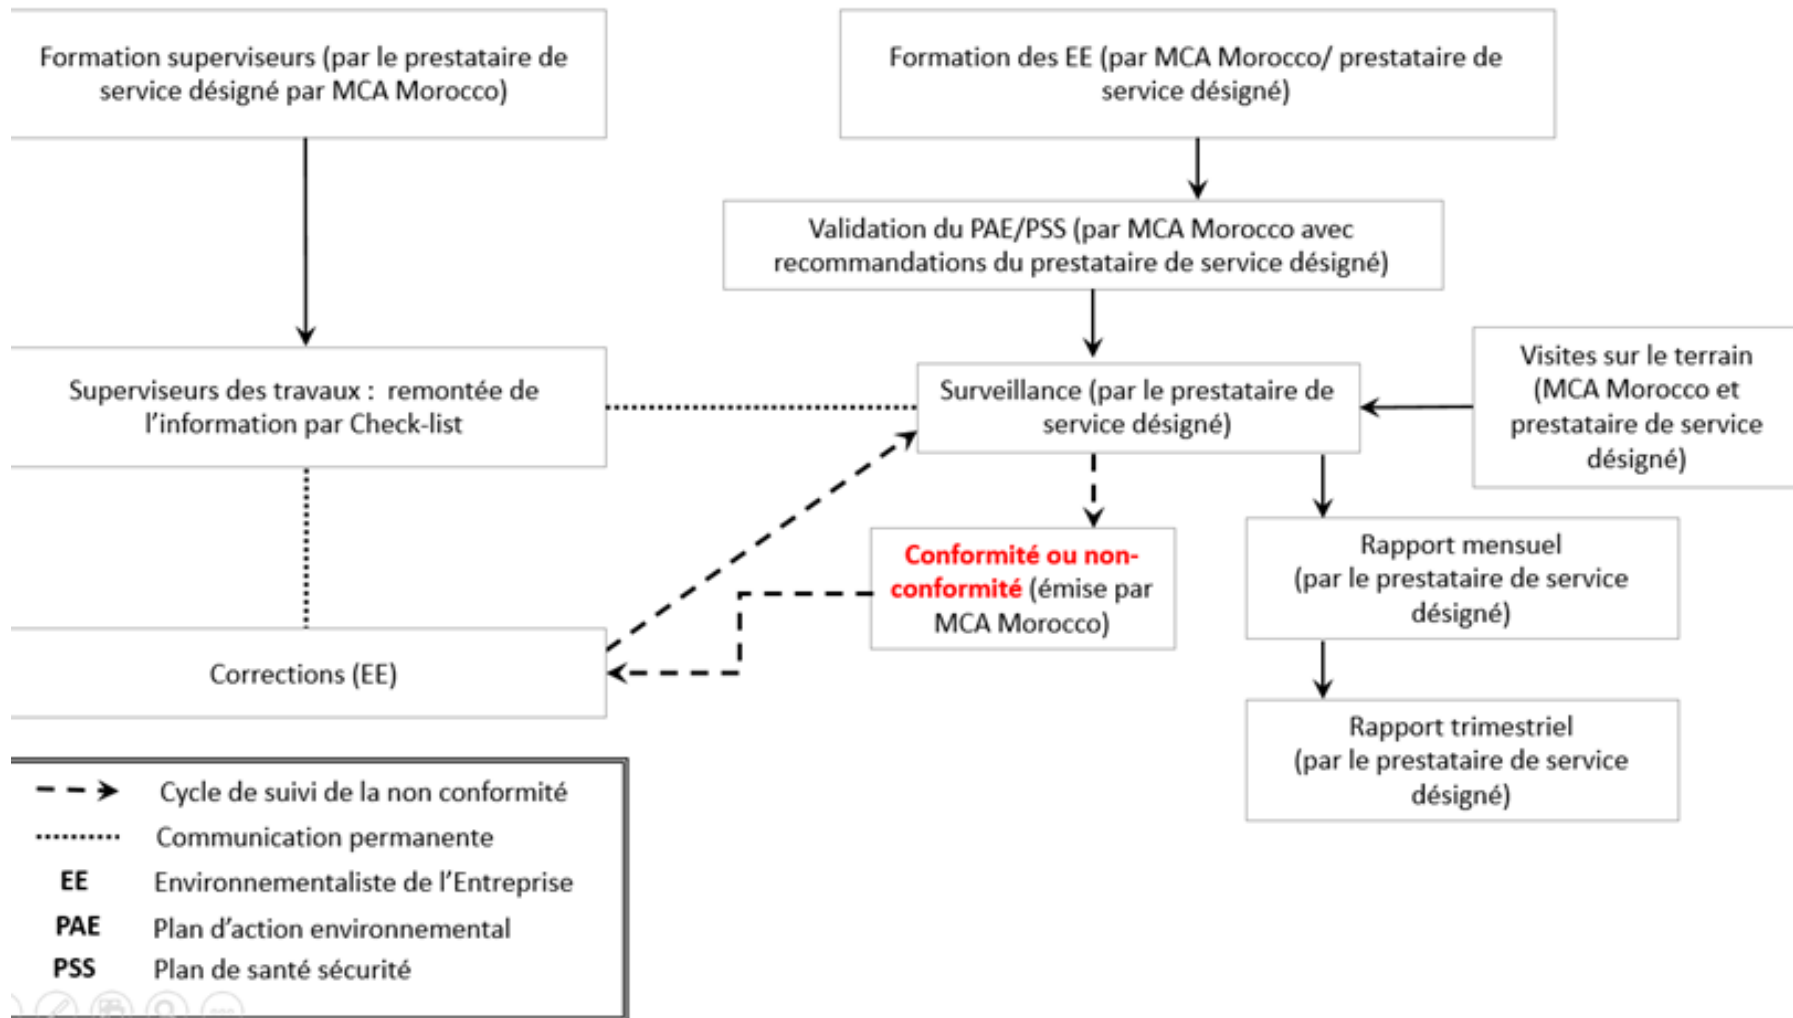 Formation superviseurs (par le prestataire de
service désigné par MCA Morocco)
Formation des EE (par MCA Morocco/ prestataire de
service désigné)
Validation du PAE/PSS (par MCA Morocco avec
recommandations du prestataire de service désigné)
Superviseurs des travaux : remontée de
l'information par Check-list
Surveillance (par le prestataire de
service désigné)
Visites sur le terrain
(MCA Morocco et
prestataire de service
désigné)
Conformité ou non-
conformité (émise par
MCA Morocco)
Rapport mensuel
(par le prestataire de service
désigné)
Corrections (EE)
Rapport trimestriel
(par le prestataire de service
désigné)
Cycle de suivi de la non conformité
Communication permanente
EE Environnementaliste de l'Entreprise
PAE Plan d'action environnemental
PSS Plan de santé sécurité